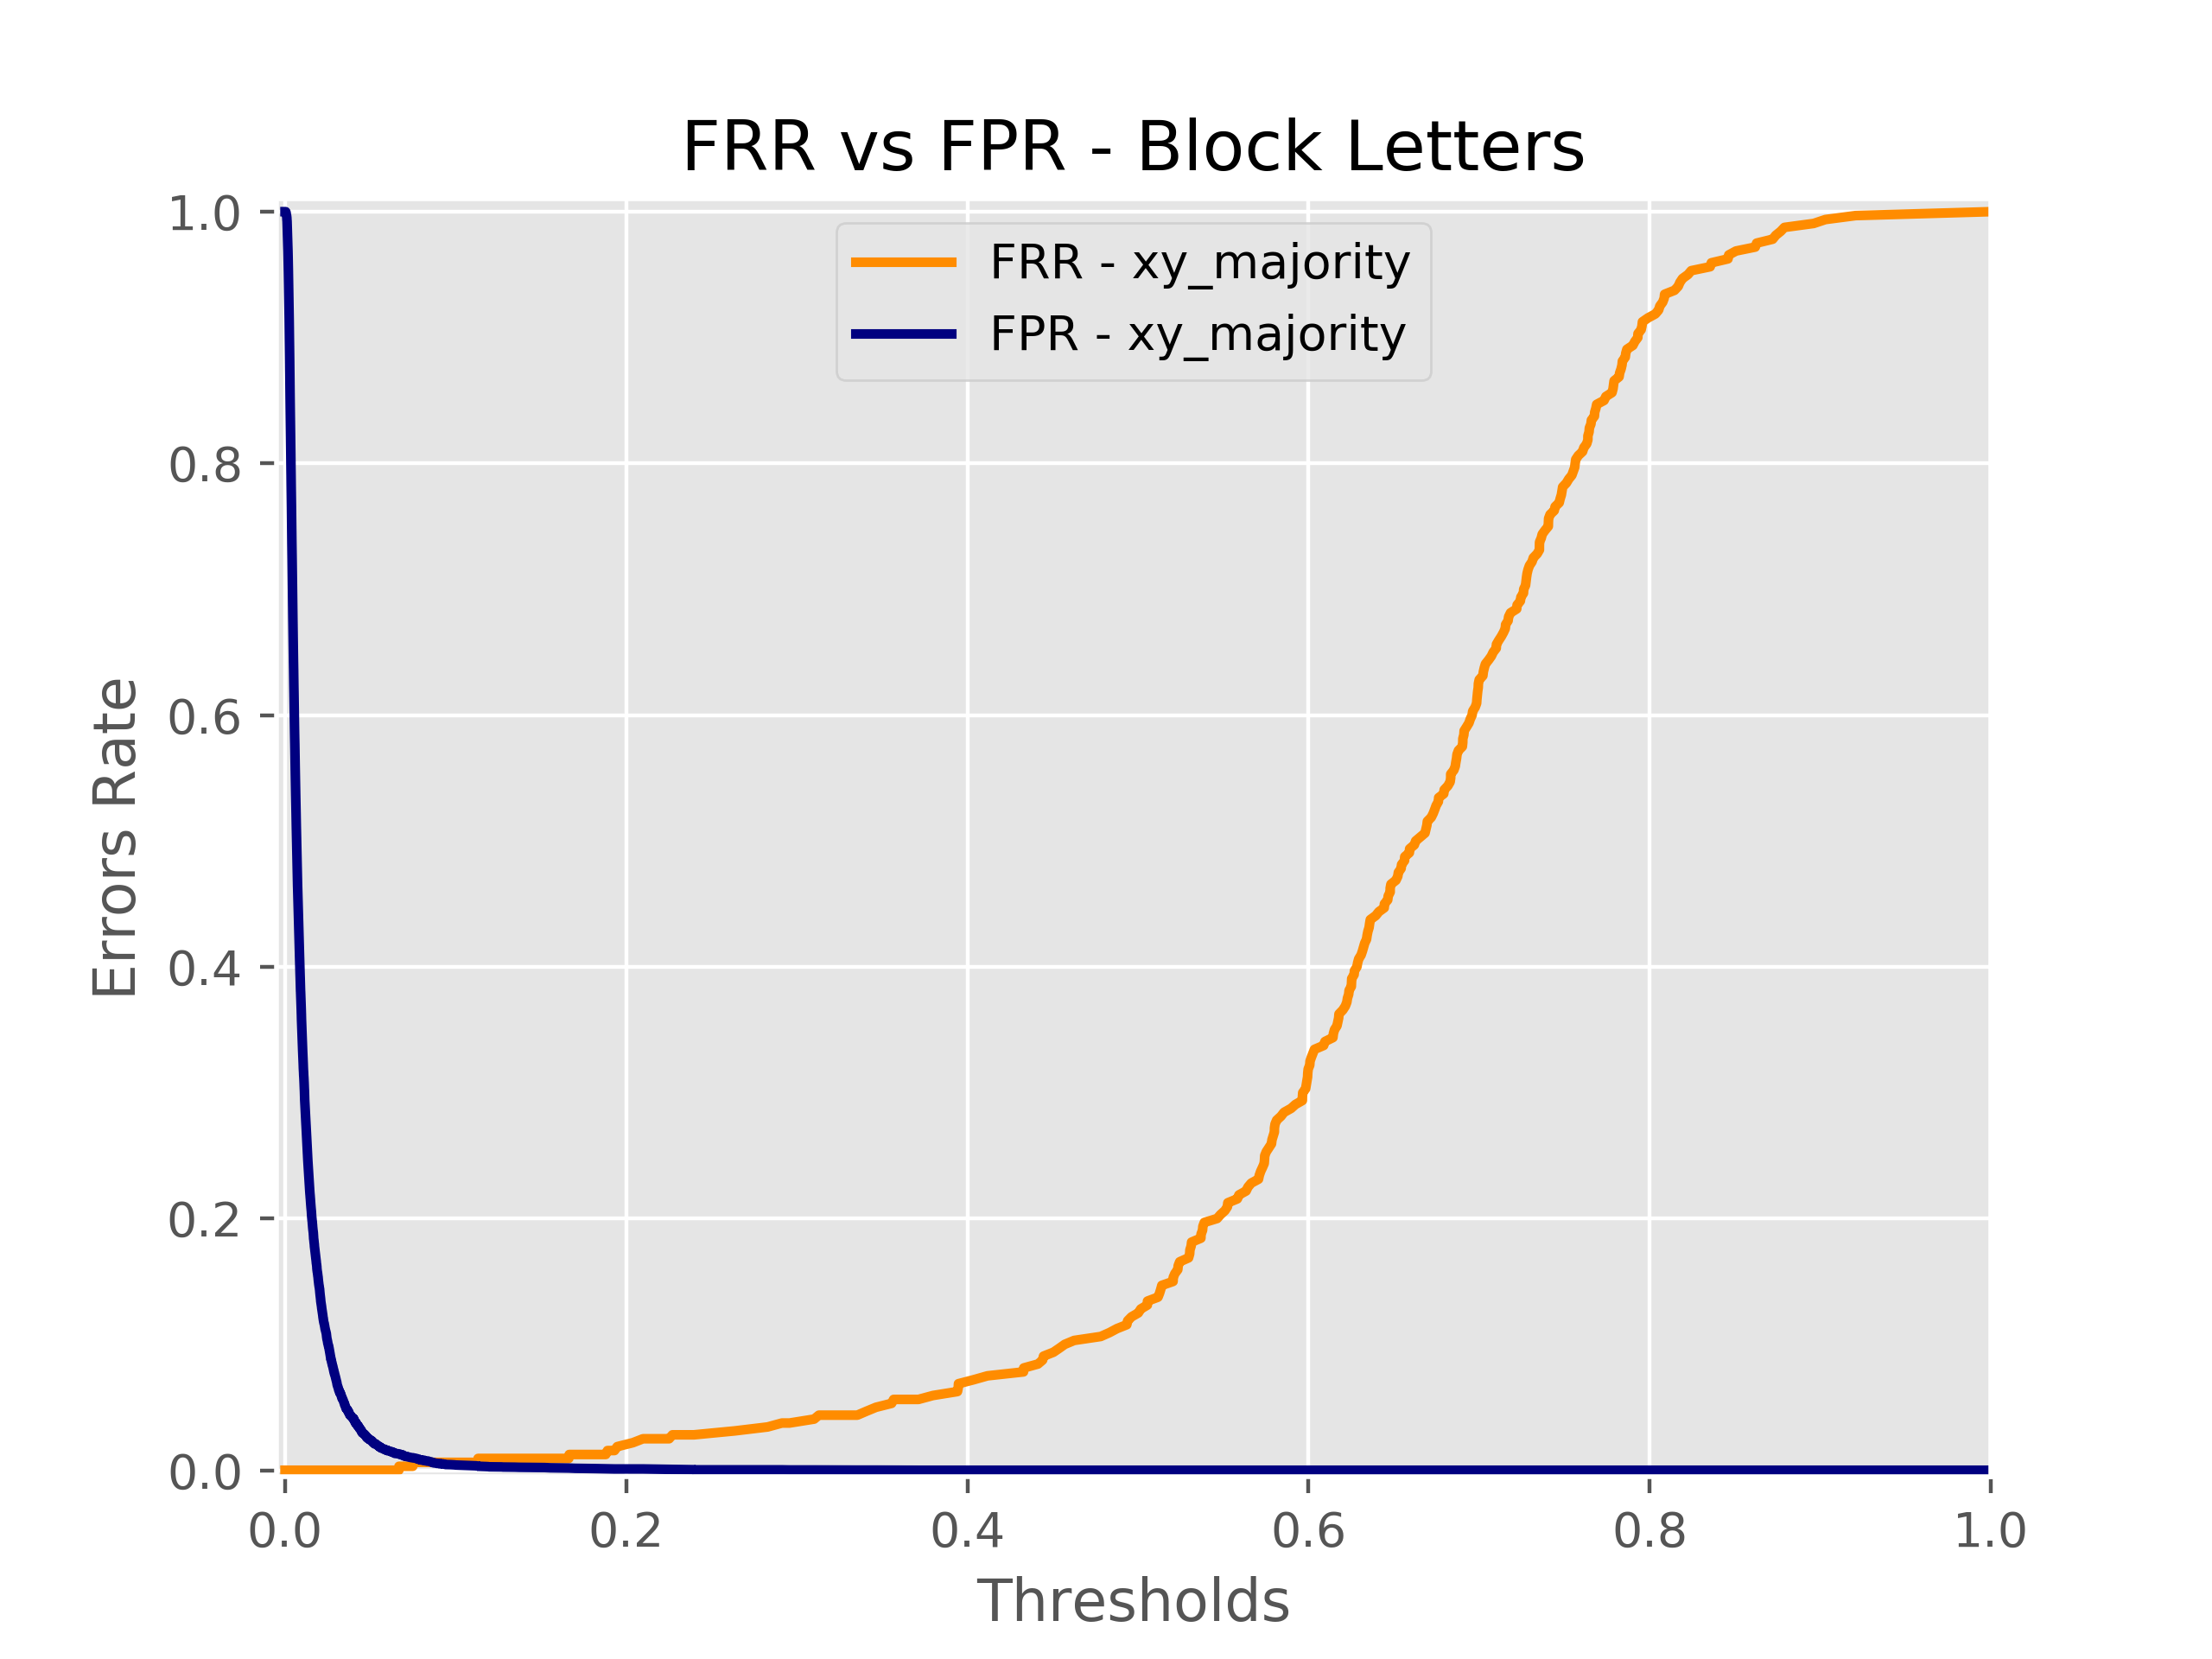 FRR vs FPR - Block Letters
FRR - xy_majority
FPR - xy_majority
Errors Rate
1.0
0.8
0.6
0.4
0.2
0.0
0.0 0.2 0.4 0.6 0.8 1.0
Thresholds